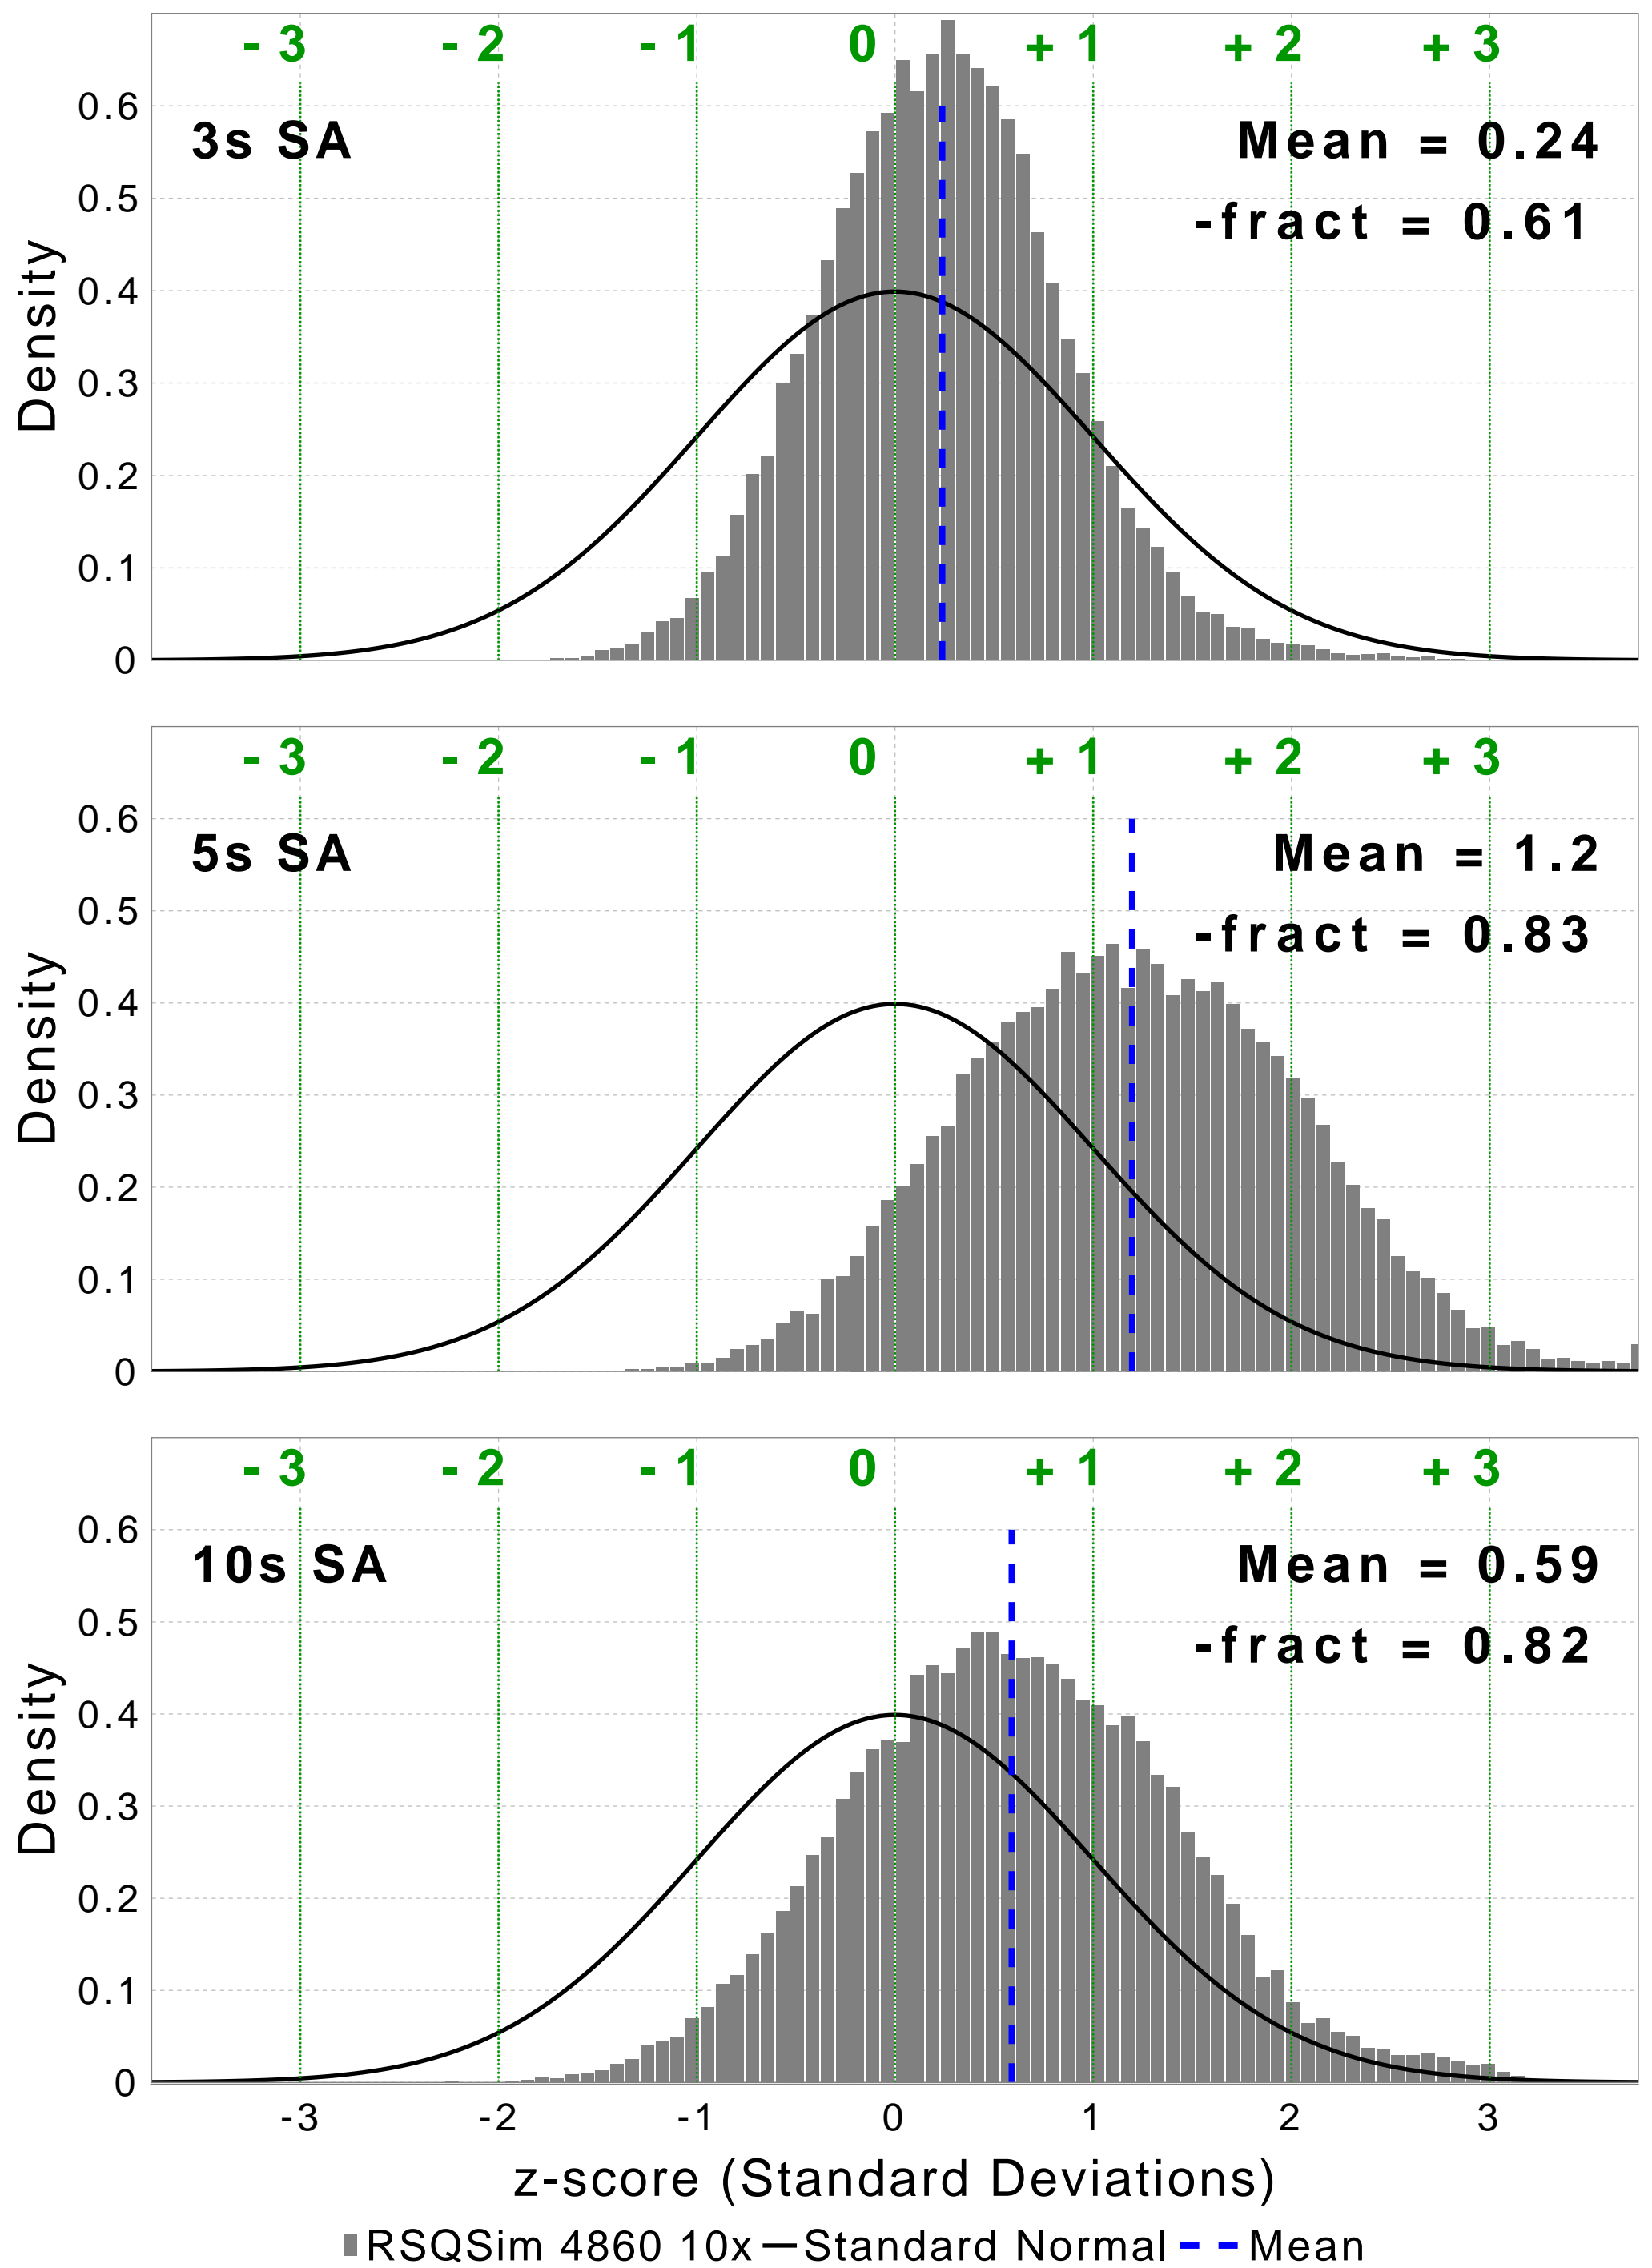 - 3 - 2 - 1 0 + 1 + 2 + 3
0.6
3s SA Mean = 0.24
0.5
-fract = 0.61
0.4
0.3
0.2
0.1
0
Density
- 3 - 2 - 1 0 + 1 + 2 + 3
0.6
5s SA Mean = 1.2
0.5
-fract = 0.83
0.4
0.3
0.2
0.1
0
Density
- 3 - 2 - 1 0 + 1 + 2 + 3
0.6
10s SA Mean = 0.59
0.5
-fract = 0.82
0.4
0.3
0.2
0.1
0
Density
-3 -2 -1 0 1 2 3
z-score (Standard Deviations)
RSQSim 4860 10x Standard Normal Mean